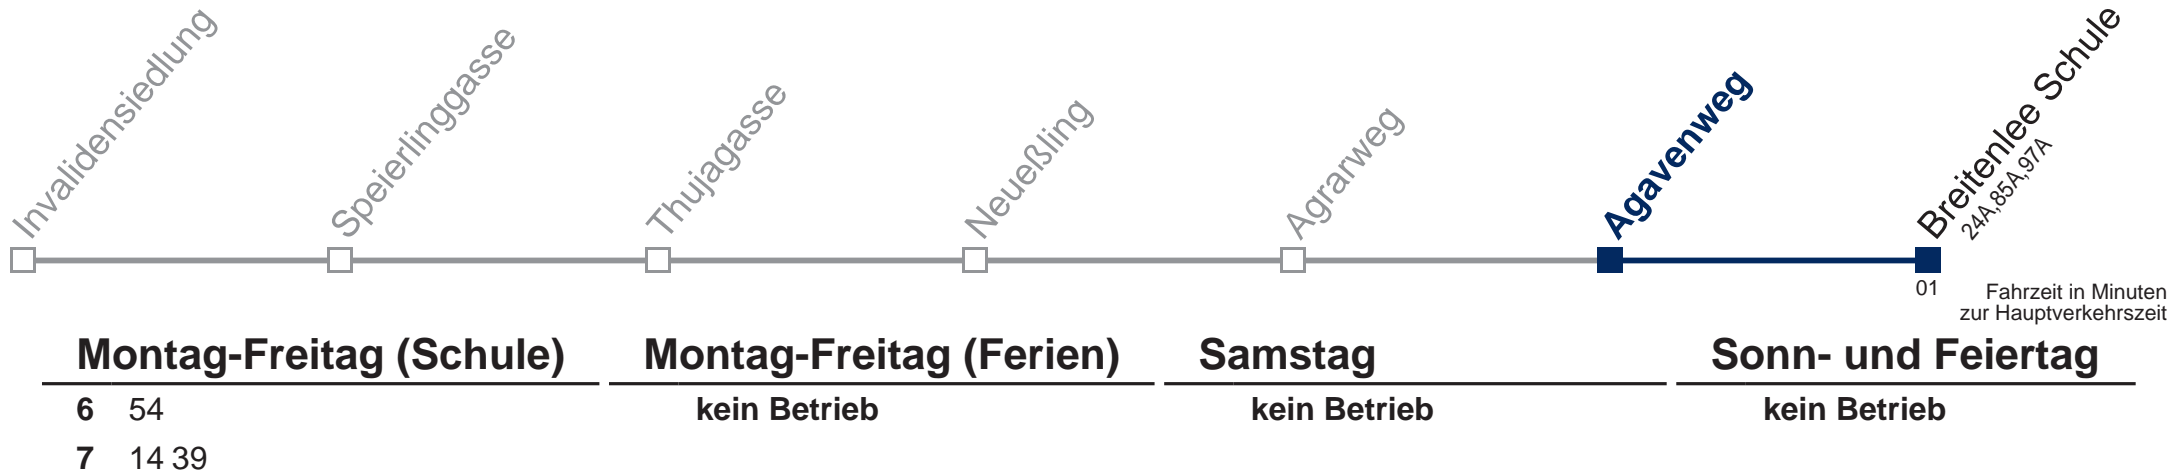 Invalidensiedlung
Speierlinggasse
Thujagasse
Neueßling
Agrarweg
Agavenweg
Breitenlee Schule
24A,85A,97A
01
Fahrzeit in Minuten
zur Hauptverkehrszeit
Montag-Freitag (Schule) Montag-Freitag (Ferien) Samstag Sonn- und Feiertag
6 54 kein Betrieb kein Betrieb kein Betrieb
7 14 39